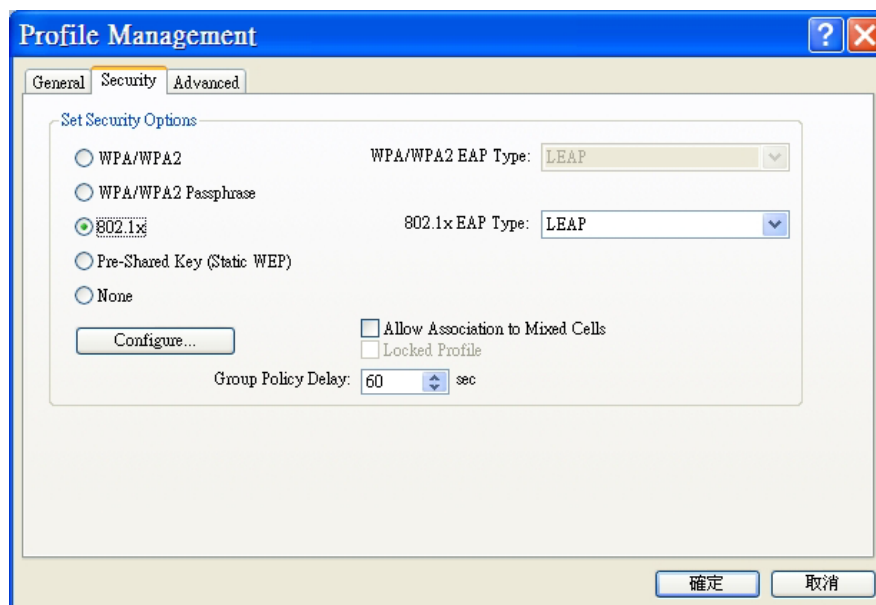 Profile Management
General Security Advanced
Set Security Options
WPA/WPA2
WPA/WPA2 EAP Type: LEAP
WPA/WPA2 Passphrase
802.1x
802.1x EAP Type: LEAP
Pre-Shared Key (Static WEP)
None
Configure...
Allow Association to Mixed Cells
Locked Profile
Group Policy Delay: 60 sec
確定 取消